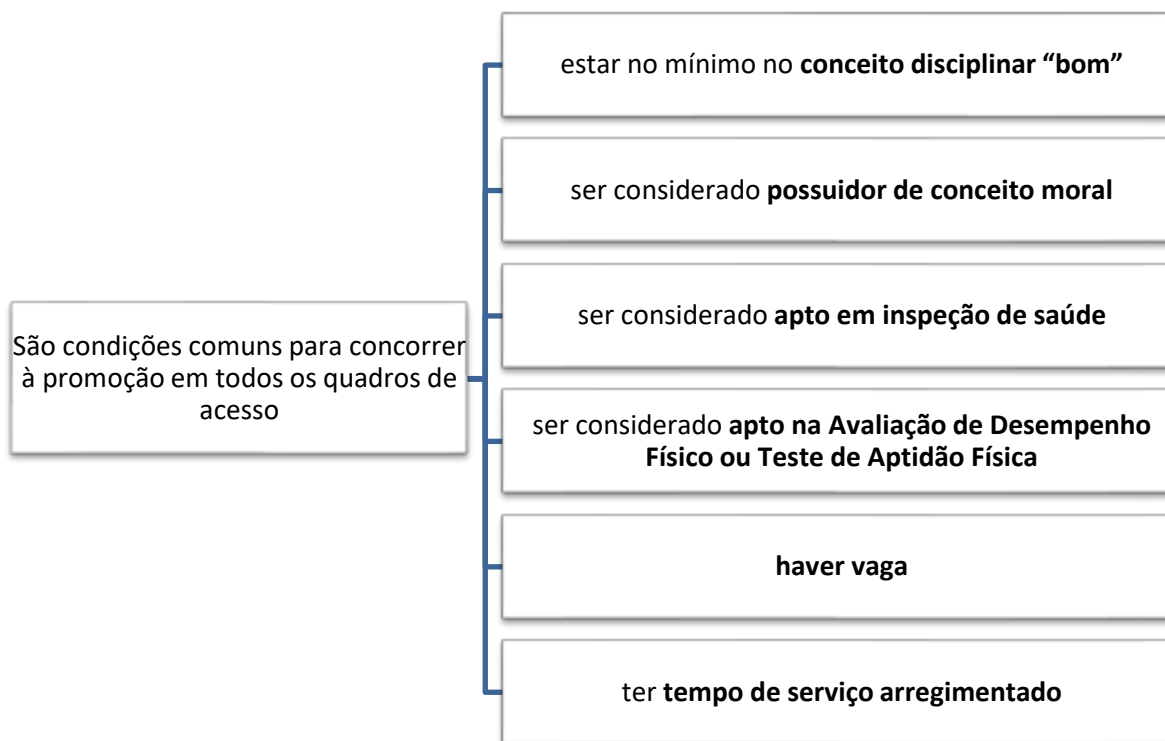 São condições comuns para concorrer
à promoção em todos os quadros de
acesso
estar no mínimo no conceito disciplinar “bom”
ser considerado possuidor de conceito moral
ser considerado apto em inspeção de saúde
ser considerado apto na Avaliação de Desempenho
Físico ou Teste de Aptidão Física
haver vaga
ter tempo de serviço arregimentado